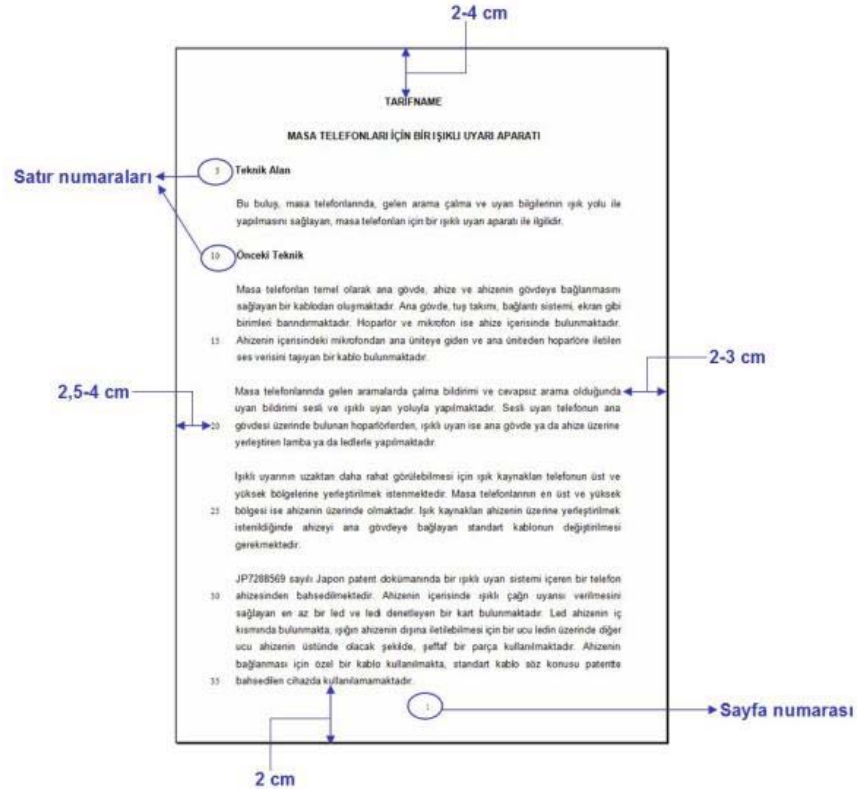 2-4 cm
TARİFNAME
MASA TELEFONLARI İÇİN BİR IŞIKLI UYARI APARATI
Satır numaraları
5 Teknik Alan
Bu buluş, masa telefonlarında, gelen arama çalma ve uyarı bilgilerinin ışık yolu ile
yapılmasını sağlayan, masa telefonları için bir ışıklı uyarı aparatı ile ilgilidir.
10 Önceki Teknik
Masa telefonları temel olarak ana gövde, ahize ve ahizenin gövdeye bağlanmasını
sağlayan bir kablodan oluşmaktadır. Ana gövde, tuş takımı, bağlantı sistemi, ekran gibi
birimleri barındırmaktadır. Hoparlör ve mikrofon ise ahize içerisinde bulunmaktadır.
15 Ahizenin içerisindeki mikrofondan ana üniteye giden ve ana üniteden hoparlöre iletilen
ses verisini taşıyan bir kablo bulunmaktadır.
2-3 cm
2,5-4 cm
Masa telefonlarında gelen aramalarda çalma bildirimi ve cevapsız arama olduğunda
uyarı bildirimi sesli ve ışıklı uyarı yoluyla yapılmaktadır. Sesli uyarı telefonun ana
20 gövdesi üzerinde bulunan hoparlörlerden, ışıklı uyarı ise ana gövde ya da ahize üzerine
yerleştiren lamba ya da ledlerle yapılmaktadır.
Işıklı uyarının uzaktan daha rahat görülebilmesi için ışık kaynakları telefonun üst ve
yüksek bölgelerine yerleştirilmek istenmektedir. Masa telefonlarının en üst ve yüksek
25 bölgesi ise ahizenin üzerinde olmaktadır. Işık kaynakları ahizenin üzerine yerleştirilmek
istenildiğinde ahizeyi ana gövdeye bağlayan standart kablonun değiştirilmesi
gerekmektedir.
JP7288569 sayılı Japon patent dokümanında bir ışıklı uyarı sistemi içeren bir telefon
30 ahizesinden bahsedilmektedir. Ahizenin içerisinde ışıklı çağrı uyarısı verilmesini
sağlayan en az bir led ve ledi denetleyen bir kart bulunmaktadır. Led ahizenin iç
kısmında bulunmakta, ışığın ahizenin dışına iletilebilmesi için bir ucu ledin üzerinde diğer
ucu ahizenin üstünde olacak şekilde, şeffaf bir parça kullanılmaktadır. Ahizenin
bağlanması için özel bir kablo kullanılmakta, standart kablo söz konusu patentte
35 bahsedilen cihazda kullanılamamaktadır.
1
Sayfa numarası
2 cm